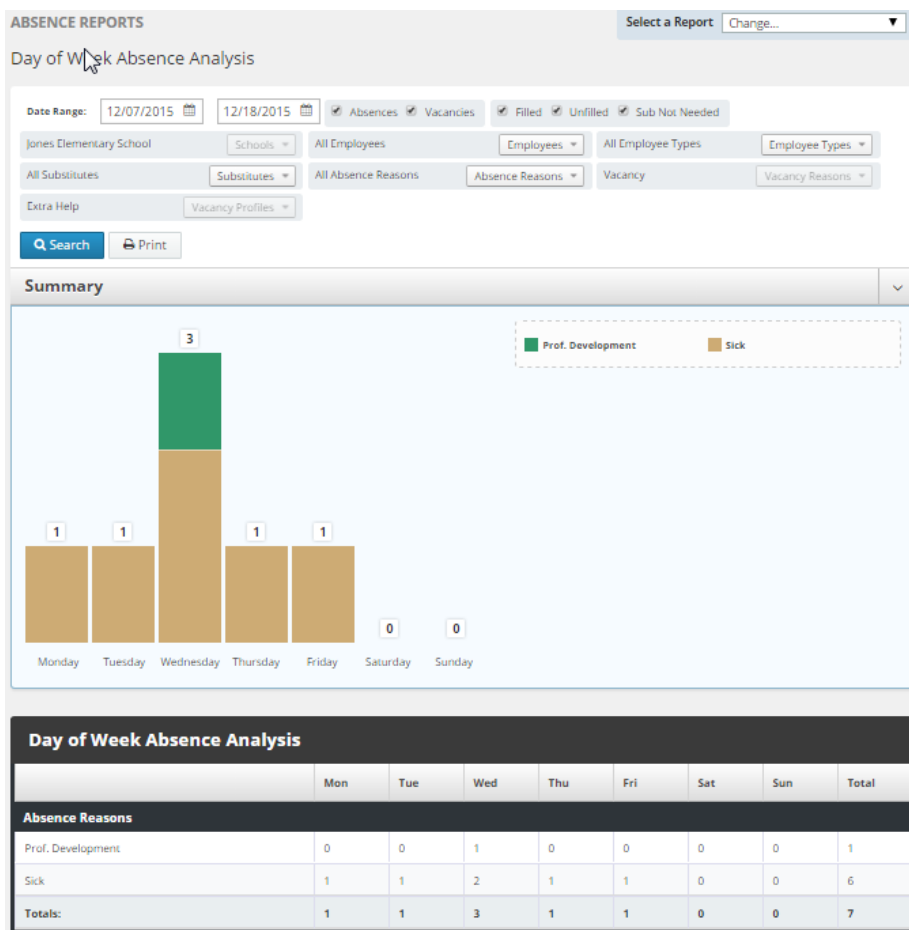 ABSENCE REPORTS
Select a Report Change...
Day of Week Absence Analysis
Date Range: 12/07/2015 12/18/2015 Absences Vacancies Filled Unfilled Sub Not Needed
Jones Elementary School Schools All Employees Employees All Employee Types Employee Types
All Substitutes Substitutes All Absence Reasons Absence Reasons Vacancy Vacancy Reasons
Extra Help Vacancy Profiles
Search Print
Summary
3
Prof. Development Sick
1 1 1 1
0 0
Monday Tuesday Wednesday Thursday Friday Saturday Sunday
Day of Week Absence Analysis
Mon Tue Wed Thu Fri Sat Sun Total
Absence Reasons
Prof. Development 0 0 1 0 0 0 0 1
Sick 1 1 2 1 1 0 0 6
Totals: 1 1 3 1 1 0 0 7